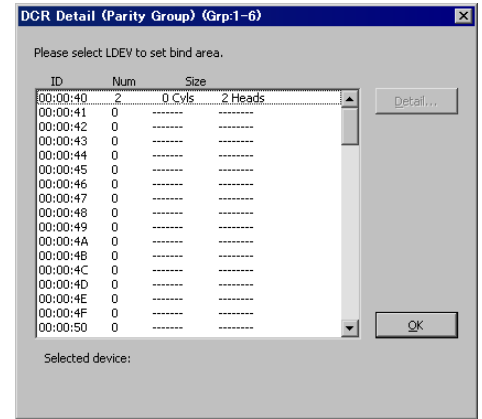 DCR Detail (Parity Group) (Grp:1-6)
Please select LDEV to set bind area.
ID Num Size
00:00:40 2 0 Cyls 2 Heads
Detail...
00:00:41 0 ------- --------
00:00:42 0 ------- --------
00:00:43 0 ------- --------
00:00:44 0 ------- --------
00:00:45 0 ------- --------
00:00:46 0 ------- --------
00:00:47 0 ------- --------
00:00:48 0 ------- --------
00:00:49 0 ------- --------
00:00:4A 0 ------- --------
00:00:4B 0 ------- --------
00:00:4C 0 ------- --------
00:00:4D 0 ------- --------
00:00:4E 0 ------- --------
00:00:4F 0 ------- --------
00:00:50 0 ------- --------
OK
Selected device: